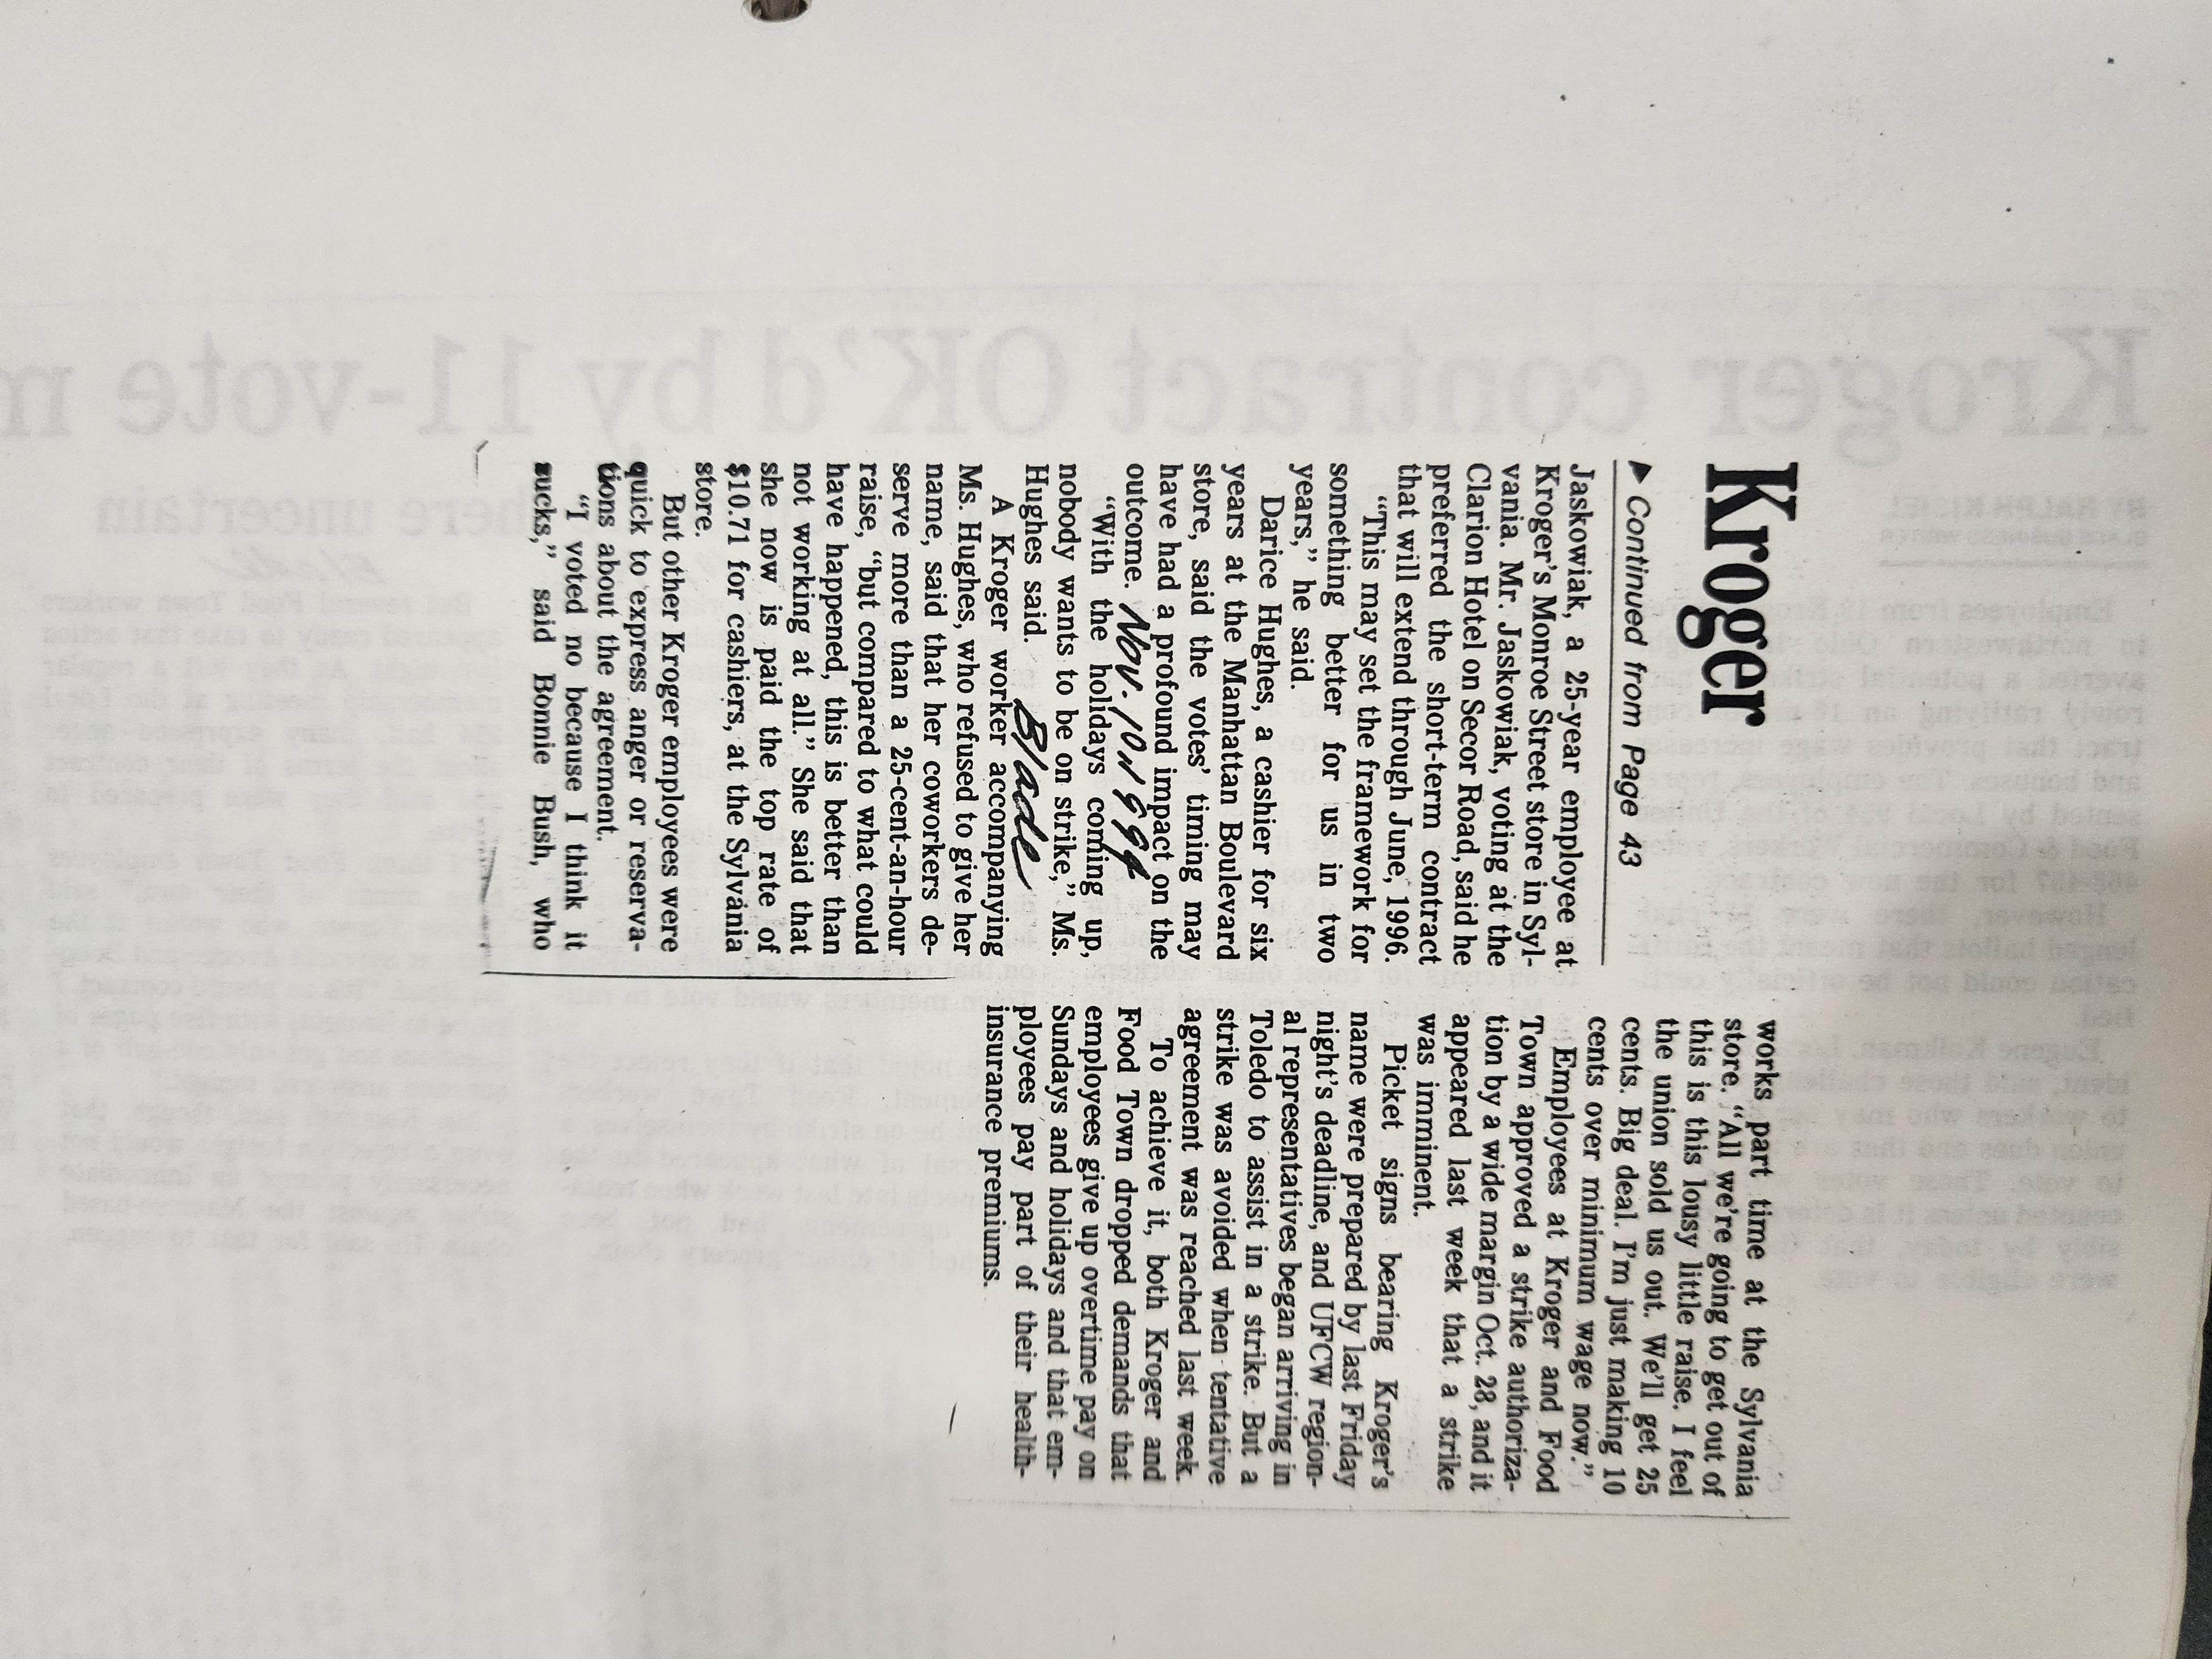 Kroger
▶ Continued from Page 43
Jaskowiak, a 25-year employee at
Kroger's Monroe Street store in Syl-
vania. Mr. Jaskowiak, voting at the
Clarion Hotel on Secor Road, said he
preferred the short-term contract
that will extend through June, 1996.
"This may set the framework for
something better for us in two
years," he said.
Darice Hughes, a cashier for six
years at the Manhattan Boulevard
store, said the votes' timing may
have had a profound impact on the
outcome. Nov. 10 1994
"With the holidays coming up,
nobody wants to be on strike," Ms.
Hughes said. Blade
A Kroger worker accompanying
Ms. Hughes, who refused to give her
name, said that her coworkers de-
serve more than a 25-cent-an-hour
raise, "but compared to what could
have happened, this is better than
not working at all." She said that
she now is paid the top rate of
$10.71 for cashiers, at the Sylvania
store.
But other Kroger employees were
quick to express anger or reserva-
tions about the agreement.
"I voted no because I think it
sucks," said Bonnie Bush, who
works part time at the Sylvania
store. "All we're going to get out of
this is this lousy little raise. I feel
the union sold us out. We'll get 25
cents. Big deal. I'm just making 10
cents over minimum wage now."
Employees at Kroger and Food
Town approved a strike authoriza-
tion by a wide margin Oct. 28, and it
appeared last week that a strike
was imminent.
Picket signs bearing Kroger's
name were prepared by last Friday
night's deadline, and UFCW region-
al representatives began arriving in
Toledo to assist in a strike. But a
strike was avoided when tentative
agreement was reached last week.
To achieve it, both Kroger and
Food Town dropped demands that
employees give up overtime pay on
Sundays and holidays and that em-
ployees pay part of their health-
insurance premiums.
Kroger contract OK'd by 11-vote m